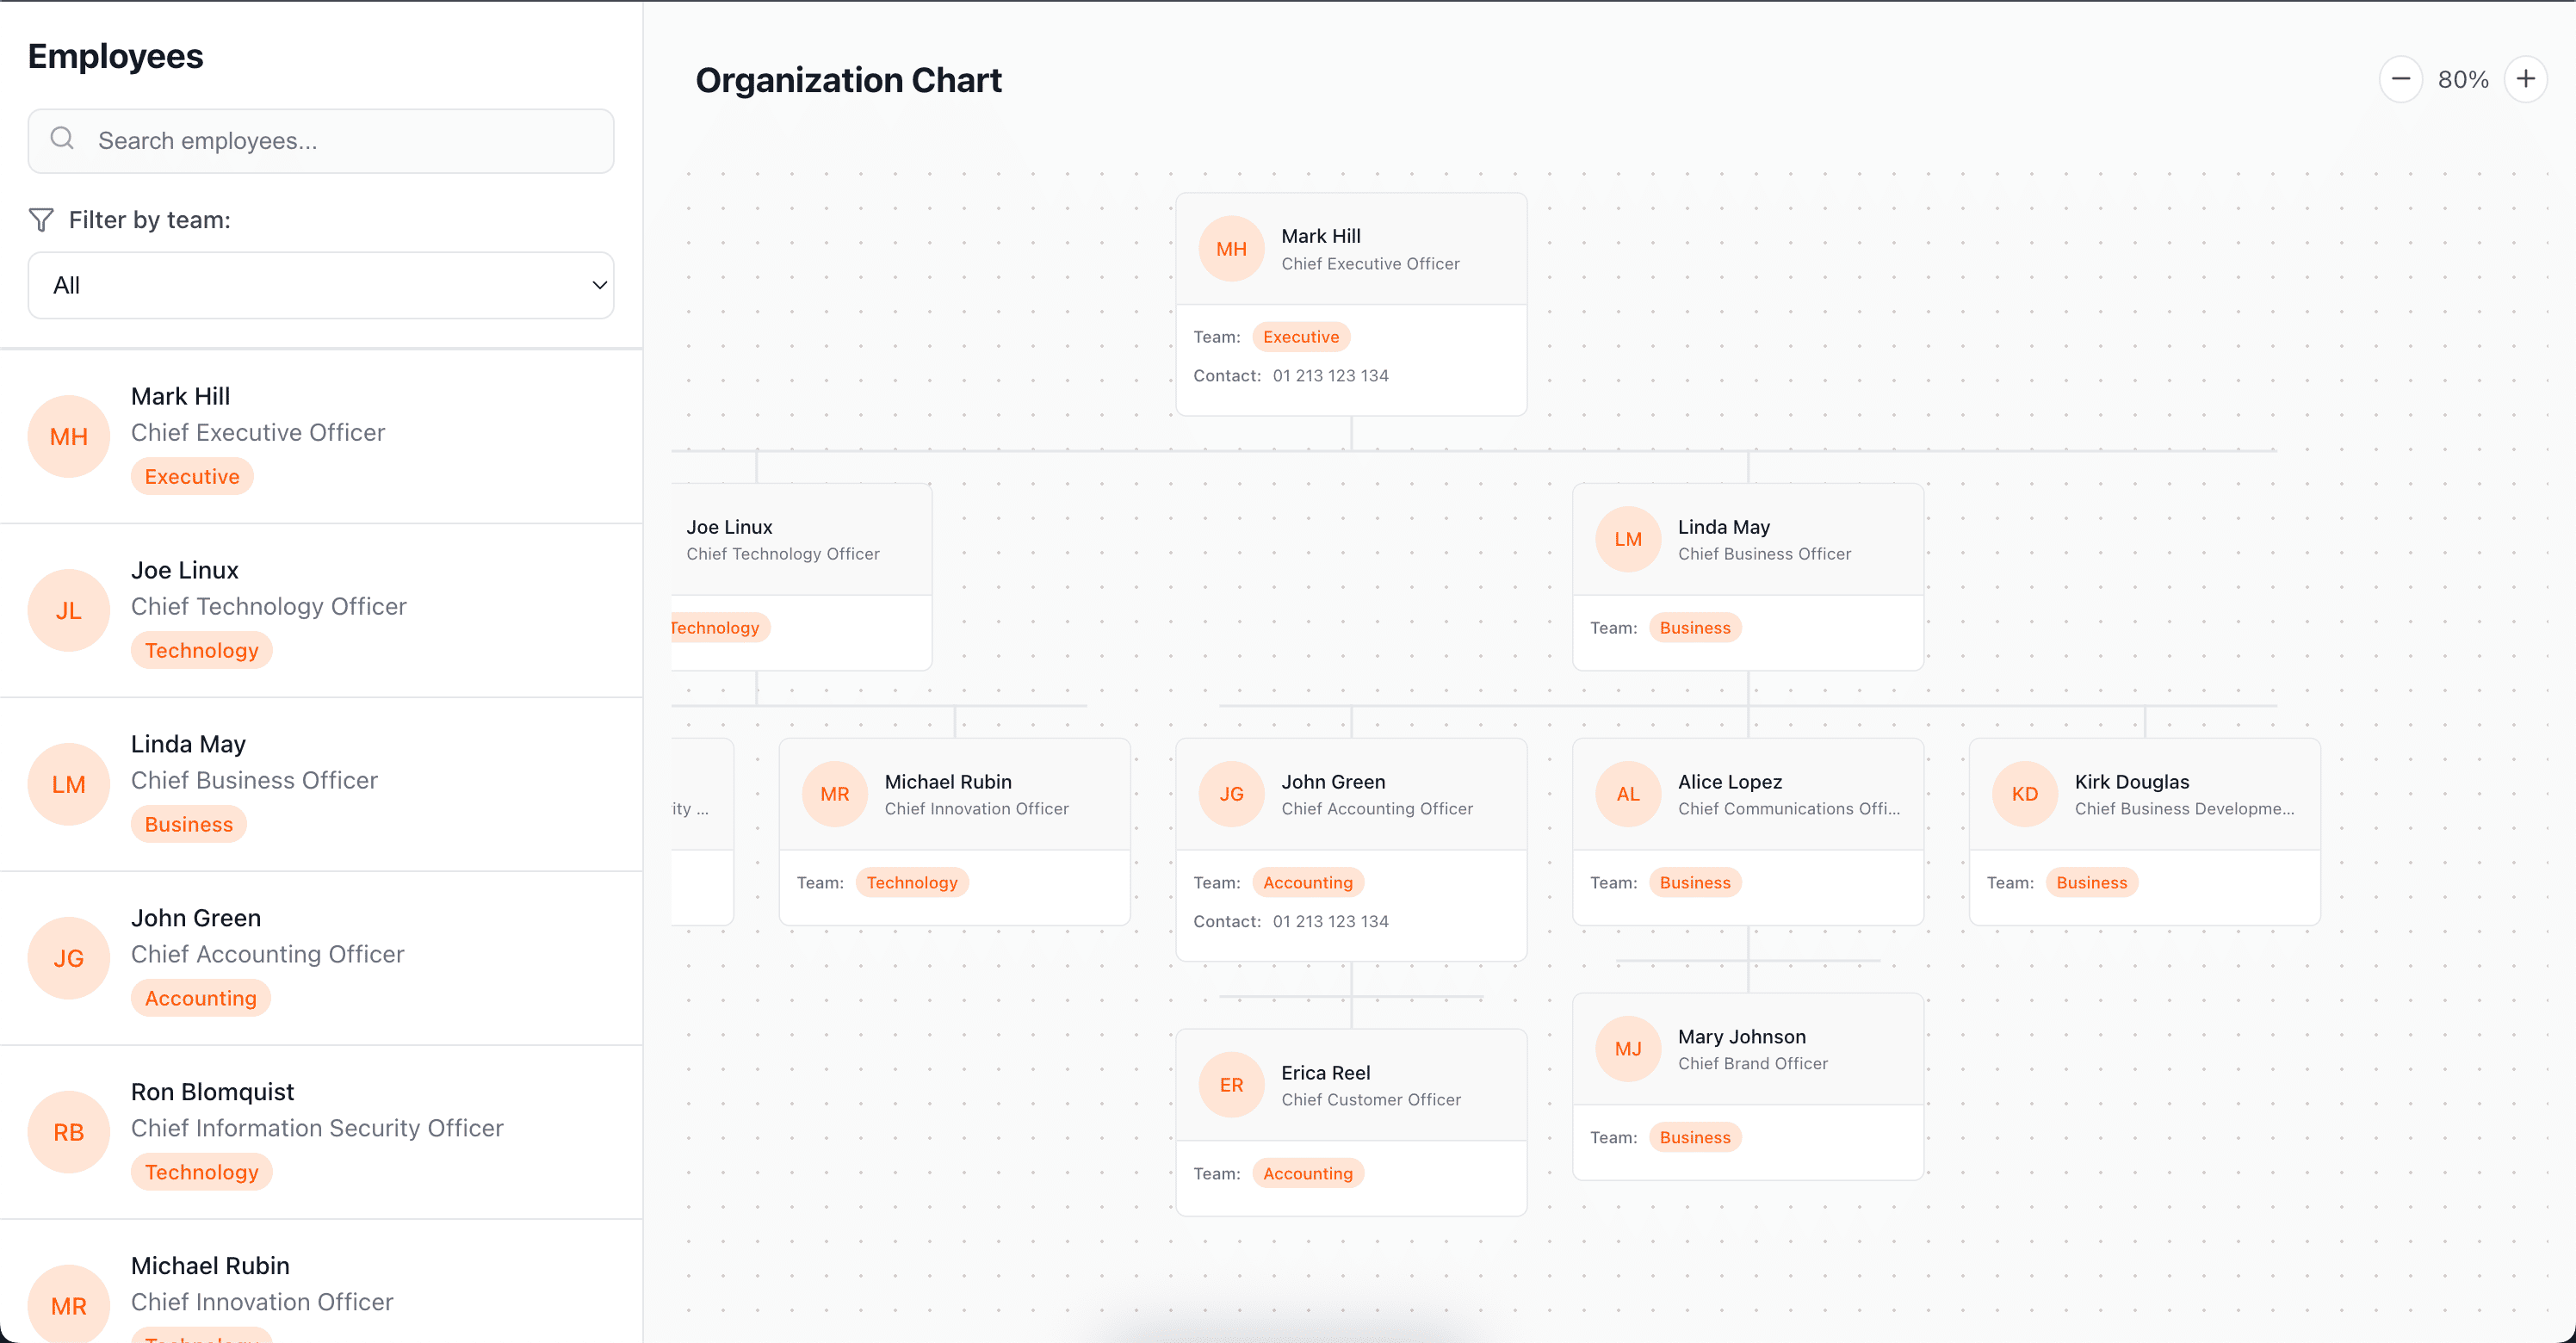 Employees
Search employees...
Filter by team:
All
MH
Mark Hill
Chief Executive Officer
Executive
JL
Joe Linux
Chief Technology Officer
Technology
LM
Linda May
Chief Business Officer
Business
JG
John Green
Chief Accounting Officer
Accounting
RB
Ron Blomquist
Chief Information Security Officer
Technology
MR
Michael Rubin
Chief Innovation Officer
Technology
Organization Chart
80%
MH
Mark Hill
Chief Executive Officer
Team: Executive
Contact: 01 213 123 134
Joe Linux
Chief Technology Officer
Technology
LM
Linda May
Chief Business Officer
Team: Business
ity ...
MR
Michael Rubin
Chief Innovation Officer
Team: Technology
JG
John Green
Chief Accounting Officer
Team: Accounting
Contact: 01 213 123 134
AL
Alice Lopez
Chief Communications Offi...
Team: Business
KD
Kirk Douglas
Chief Business Developme...
Team: Business
ER
Erica Reel
Chief Customer Officer
Team: Accounting
MJ
Mary Johnson
Chief Brand Officer
Team: Business